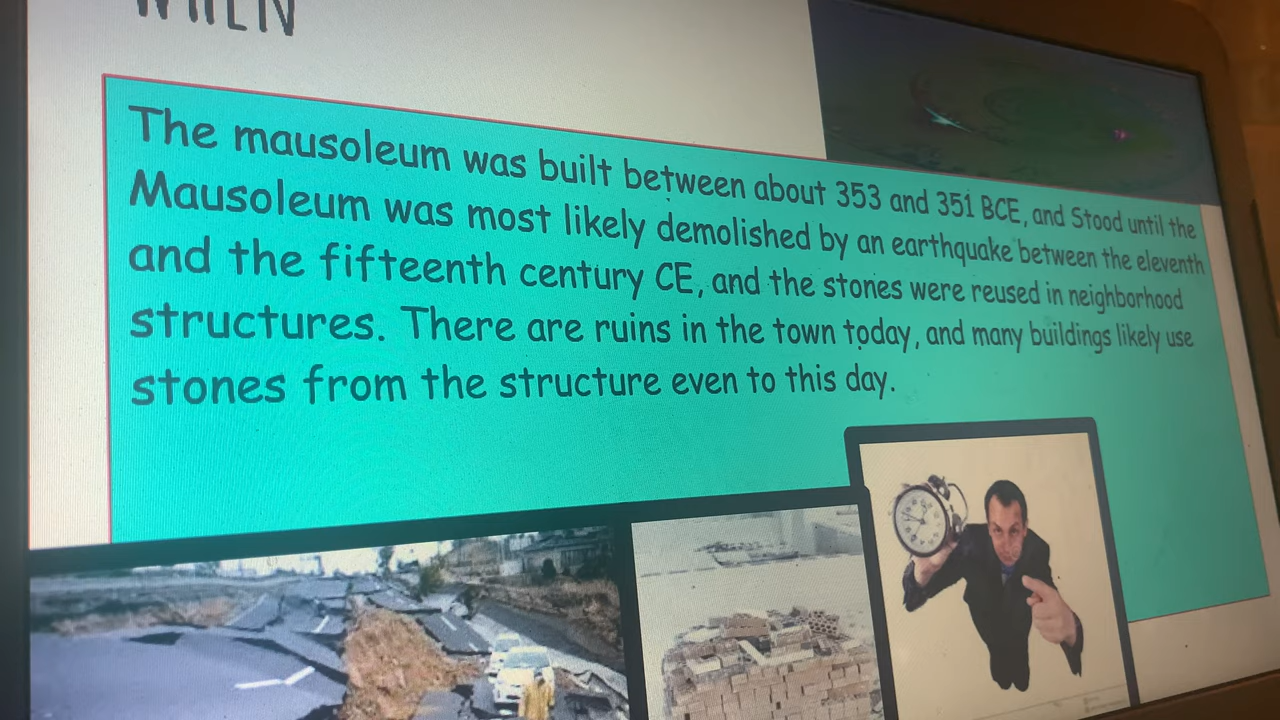 WHEN
The mausoleum was built between about 353 and 351 BCE, and Stood until the
Mausoleum was most likely demolished by an earthquake between the eleventh
and the fifteenth century CE, and the stones were reused in neighborhood
structures. There are ruins in the town today, and many buildings likely use
stones from the structure even to this day.